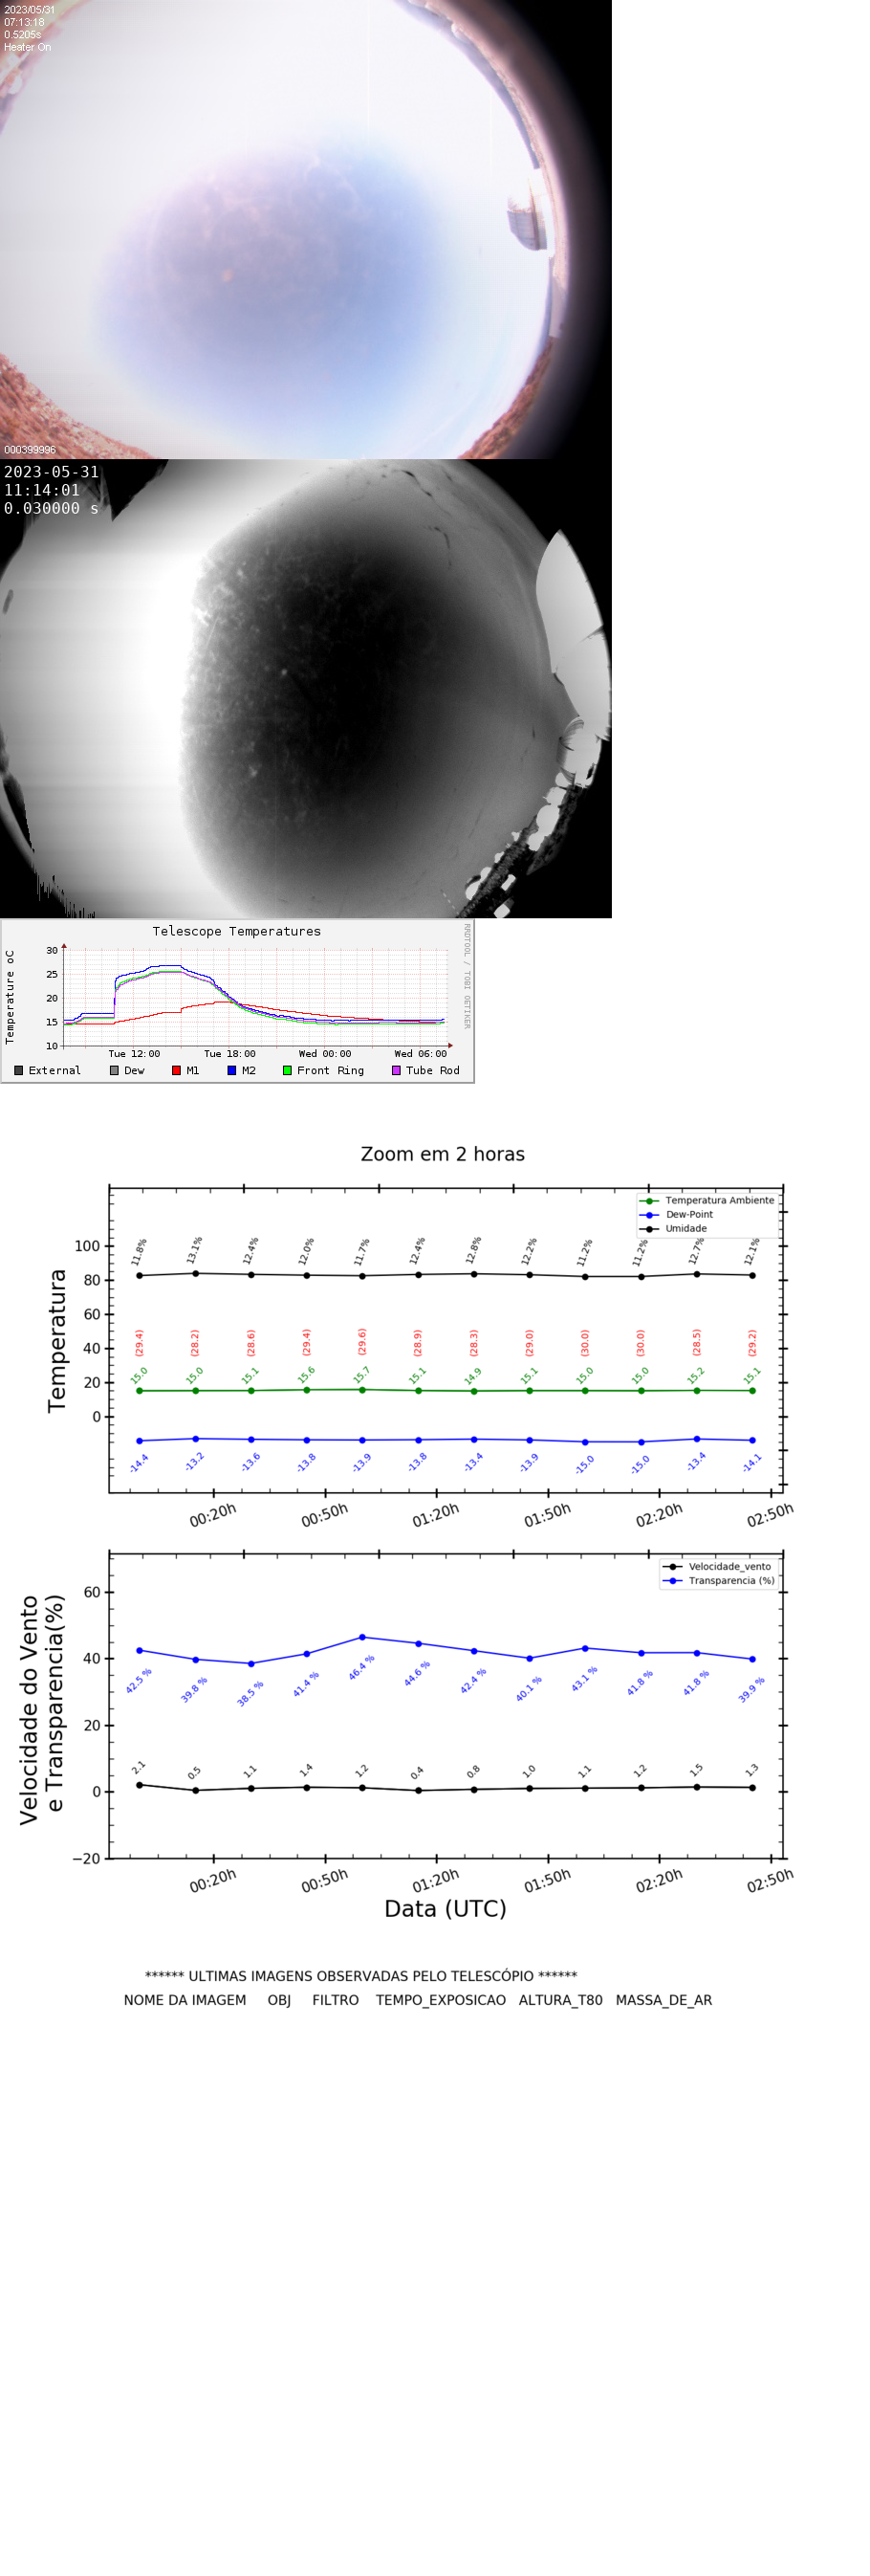 2023/05/31
07:13:18
0.5205s
Heater On
000399996
2023-05-31
11:14:01
0.030000 s
Telescope Temperatures
RRDTOOL / TOBI OETIKER
Temperature oC
30
25
20
15
10
Tue 12:00 Tue 18:00 Wed 00:00 Wed 06:00
External Dew M1 M2 Front Ring Tube Rod
Zoom em 2 horas
Temperatura Ambiente
Dew-Point
Umidade
Temperatura
100
80
60
40
20
0
11.8% 13.1% 12.4% 12.0% 11.7% 12.4% 12.8% 12.2% 11.2% 11.2% 12.7% 12.1%
(29.4) (28.2) (28.6) (29.4) (29.6) (28.9) (28.3) (29.0) (30.0) (30.0) (28.5) (29.2)
15.0 15.0 15.1 15.6 15.7 15.1 14.9 15.1 15.0 15.0 15.2 15.1
-14.4 -13.2 -13.6 -13.8 -13.9 -13.8 -13.4 -13.9 -15.0 -15.0 -13.4 -14.1
00:20h 00:50h 01:20h 01:50h 02:20h 02:50h
Velocidade_vento
Transparencia (%)
Velocidade do Vento
e Transparencia(%)
60
40
20
0
−20
42.5 % 39.8 % 38.5 % 41.4 % 46.4 % 44.6 % 42.4 % 40.1 % 43.1 % 41.8 % 41.8 % 39.9 %
2.1 0.5 1.1 1.4 1.2 0.4 0.8 1.0 1.1 1.2 1.5 1.3
00:20h 00:50h 01:20h 01:50h 02:20h 02:50h
Data (UTC)
****** ULTIMAS IMAGENS OBSERVADAS PELO TELESCÓPIO ******
NOME DA IMAGEM OBJ FILTRO TEMPO_EXPOSICAO ALTURA_T80 MASSA_DE_AR